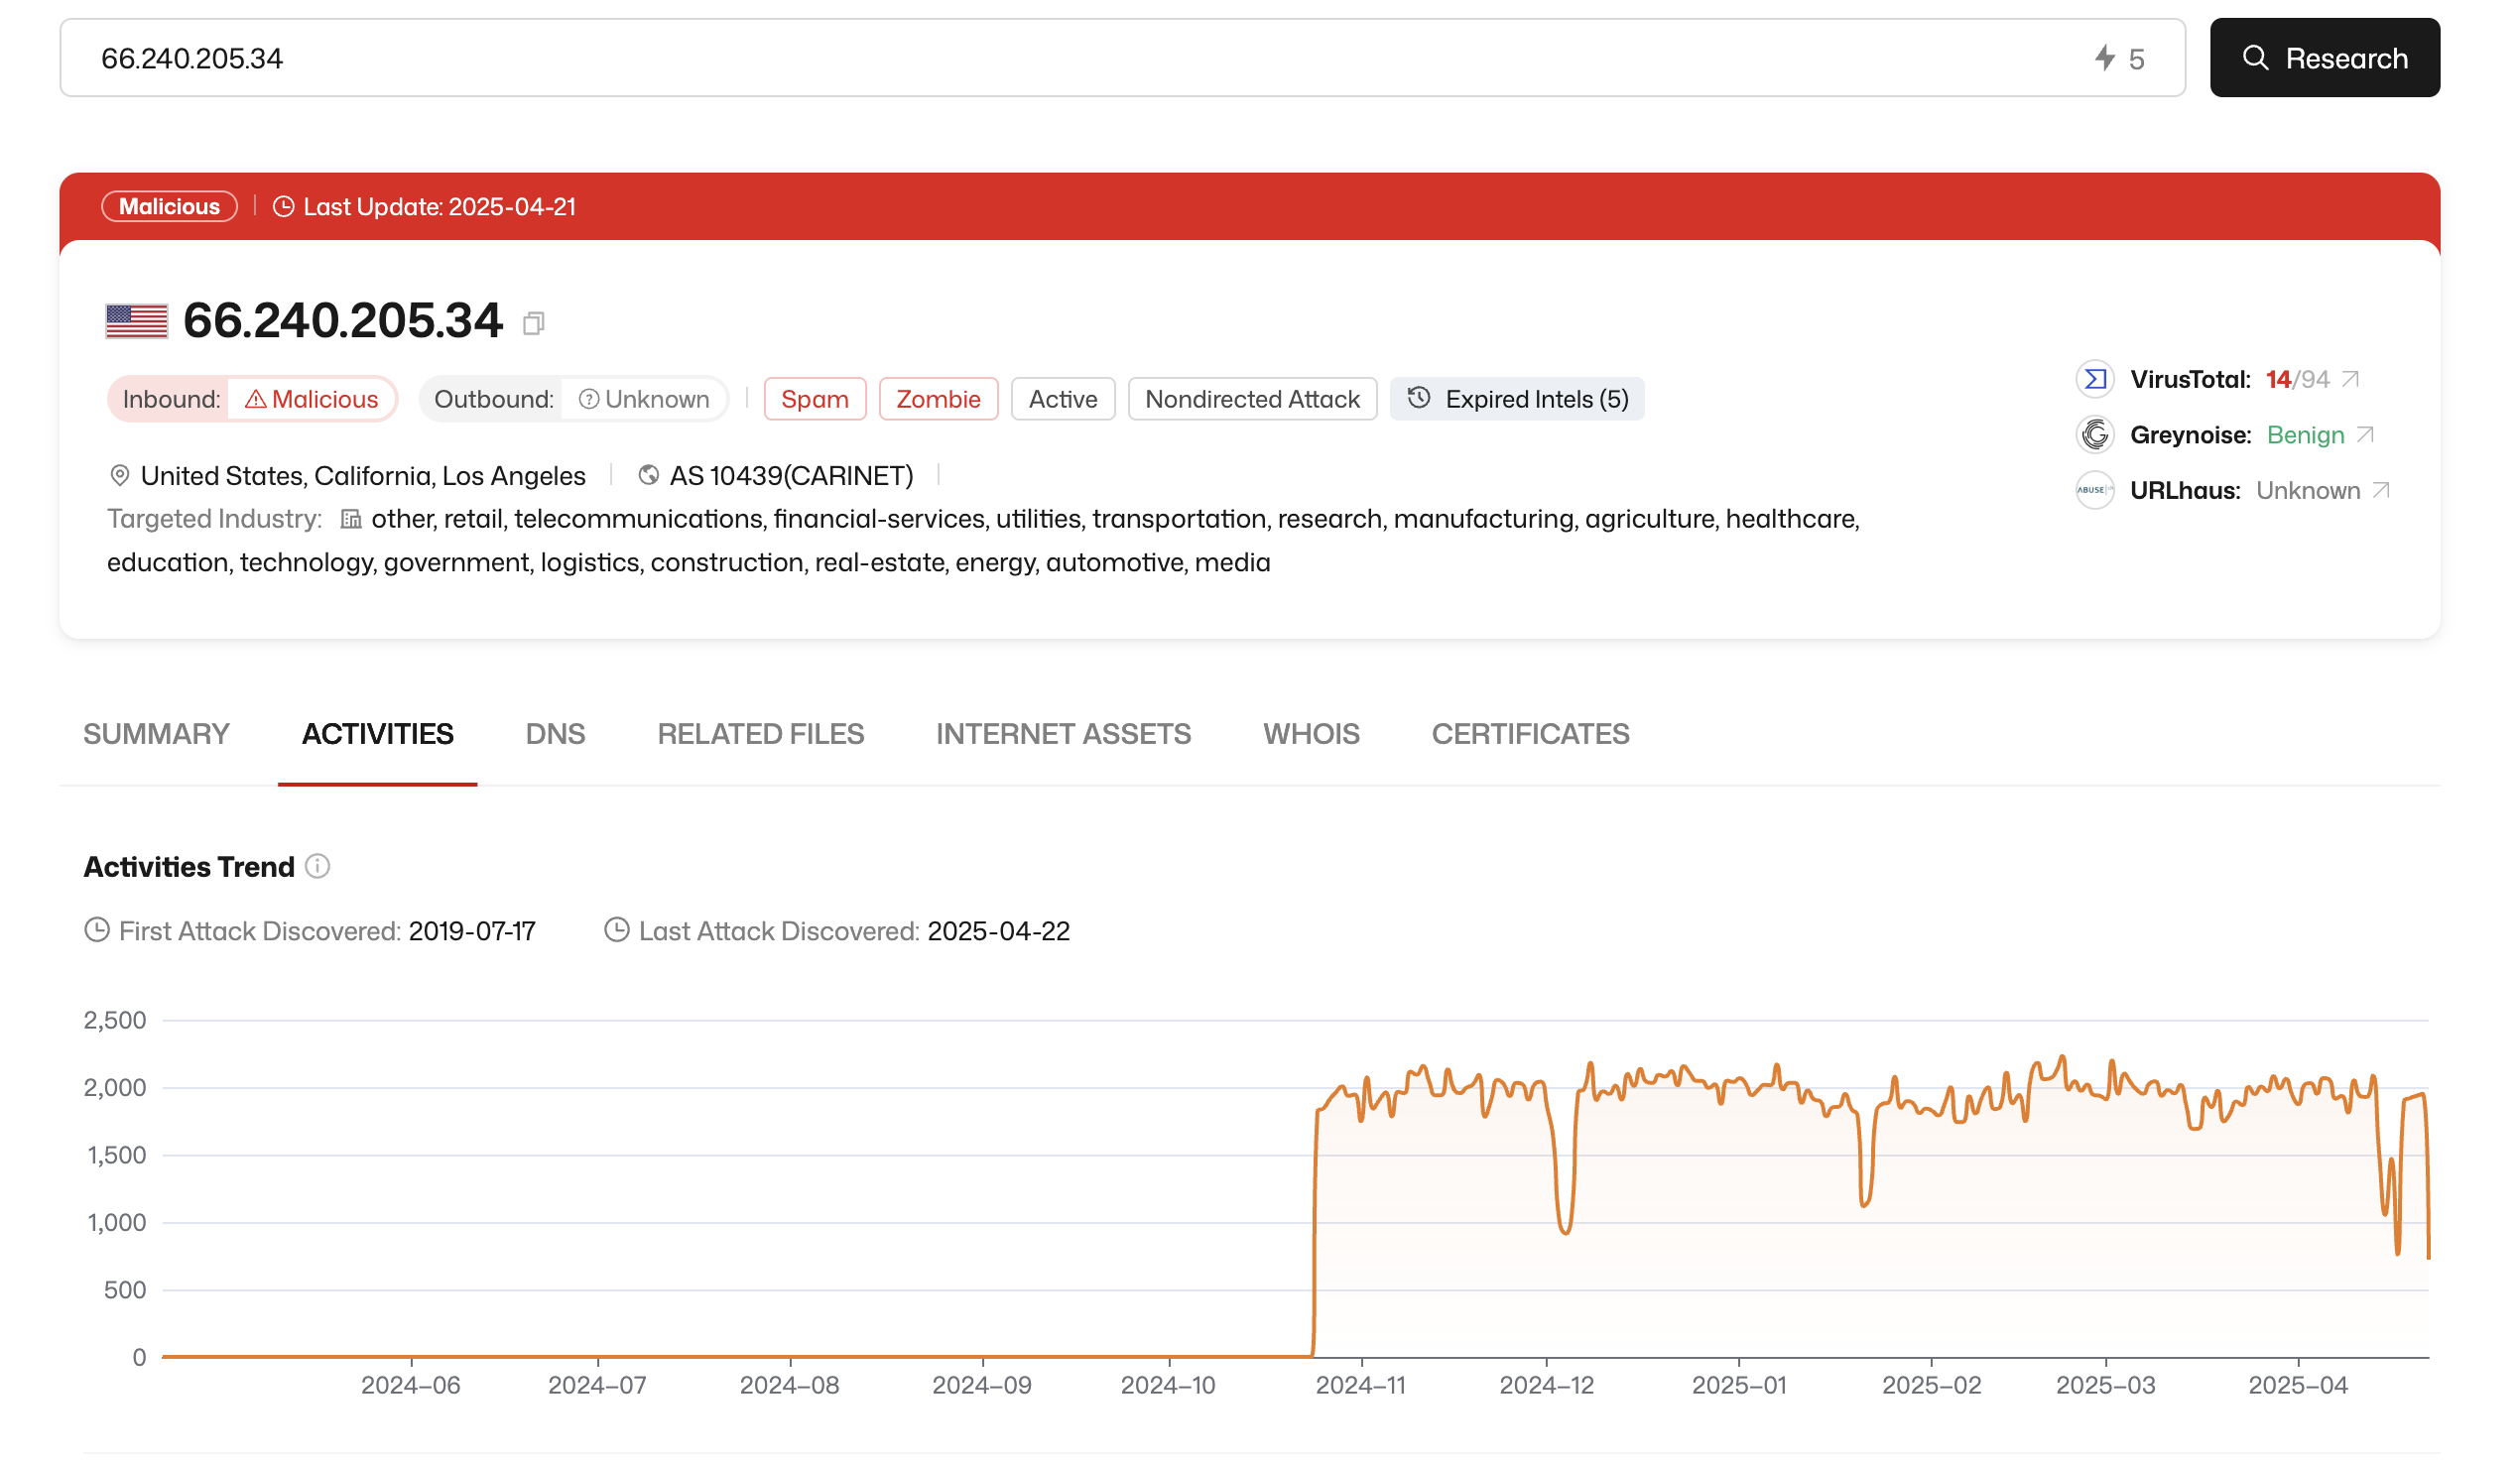 66.240.205.34 5 Research
Malicious Last Update: 2025-04-21
66.240.205.34
Inbound: Malicious Outbound: Unknown Spam Zombie Active Nondirected Attack Expired Intels (5)
United States, California, Los Angeles AS 10439(CARINET)
Targeted Industry: other, retail, telecommunications, financial-services, utilities, transportation, research, manufacturing, agriculture, healthcare,
education, technology, government, logistics, construction, real-estate, energy, automotive, media
VirusTotal: 14/94
Greynoise: Benign
ABUSE URLhaus: Unknown
SUMMARY ACTIVITIES DNS RELATED FILES INTERNET ASSETS WHOIS CERTIFICATES
Activities Trend
First Attack Discovered: 2019-07-17 Last Attack Discovered: 2025-04-22
2,500
2,000
1,500
1,000
500
0
2024–06 2024–07 2024–08 2024–09 2024–10 2024–11 2024–12 2025–01 2025–02 2025–03 2025–04